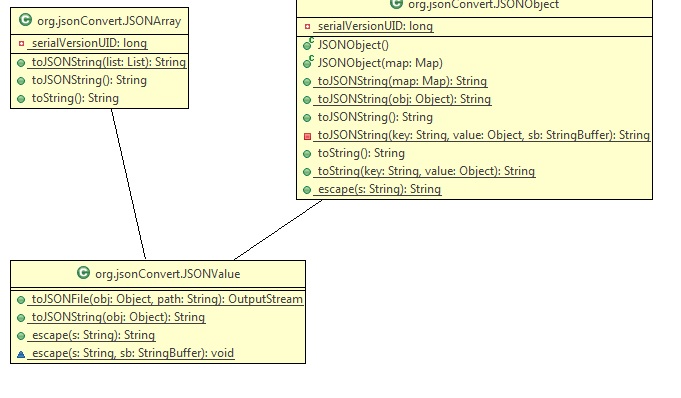 org.jsonConvert.JSONArray
serialVersionUID: long
toJSONString(list: List): String
toJSONString(): String
toString(): String
org.jsonConvert.JSONObject
serialVersionUID: long
JSONObject()
JSONObject(map: Map)
toJSONString(map: Map): String
toJSONString(obj: Object): String
toJSONString(): String
toJSONString(key: String, value: Object, sb: StringBuffer): String
toString(): String
toString(key: String, value: Object): String
escape(s: String): String
org.jsonConvert.JSONValue
toJSONFile(obj: Object, path: String): OutputStream
toJSONString(obj: Object): String
escape(s: String): String
escape(s: String, sb: StringBuffer): void